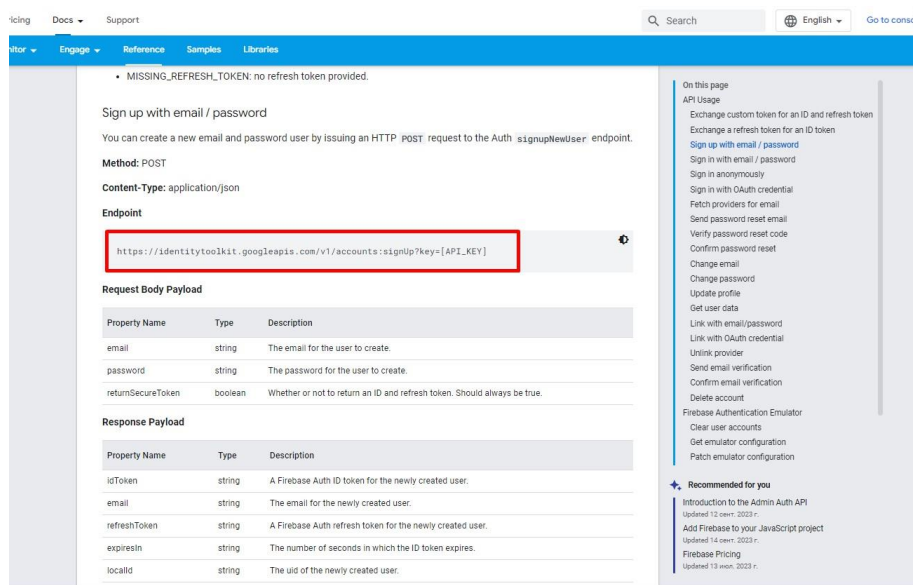 Docs
Support
Search
English
Go to
Engage
Reference
Samples
Libraries
MISSING_REFRESH_TOKEN: no refresh token provided.
Sign up with email / password
You can create a new email and password user by issuing an HTTP POST request to the Auth signupNewUser endpoint.
Method: POST
Content-Type: application/json
Endpoint
https://identitytoolkit.googleapis.com/v1/accounts:signUp?key=[API_KEY]
Request Body Payload
Property Name Type Description
email string The email for the user to create.
password string The password for the user to create.
returnSecureToken boolean Whether or not to return an ID and refresh token. Should always be true.
Response Payload
Property Name Type Description
idToken string A Firebase Auth ID token for the newly created user.
email string The email for the newly created user.
refreshToken string A Firebase Auth refresh token for the newly created user.
expiresIn string The number of seconds in which the ID token expires.
localId string The uid of the newly created user.
On this page
API Usage
Exchange custom token for an ID and refresh token
Exchange a refresh token for an ID token
Sign up with email / password
Sign in with email / password
Sign in anonymously
Sign in with OAuth credential
Fetch providers for email
Send password reset email
Verify password reset code
Confirm password reset
Change email
Change password
Update profile
Get user data
Link with email/password
Link with OAuth credential
Unlink provider
Send email verification
Confirm email verification
Delete account
Firebase Authentication Emulator
Clear user accounts
Get emulator configuration
Patch emulator configuration
Recommended for you
Introduction to the Admin Auth API
Updated 12 сент. 2023 г.
Add Firebase to your JavaScript project
Updated 14 сент. 2023 г.
Firebase Pricing
Updated 13 июл. 2023 г.